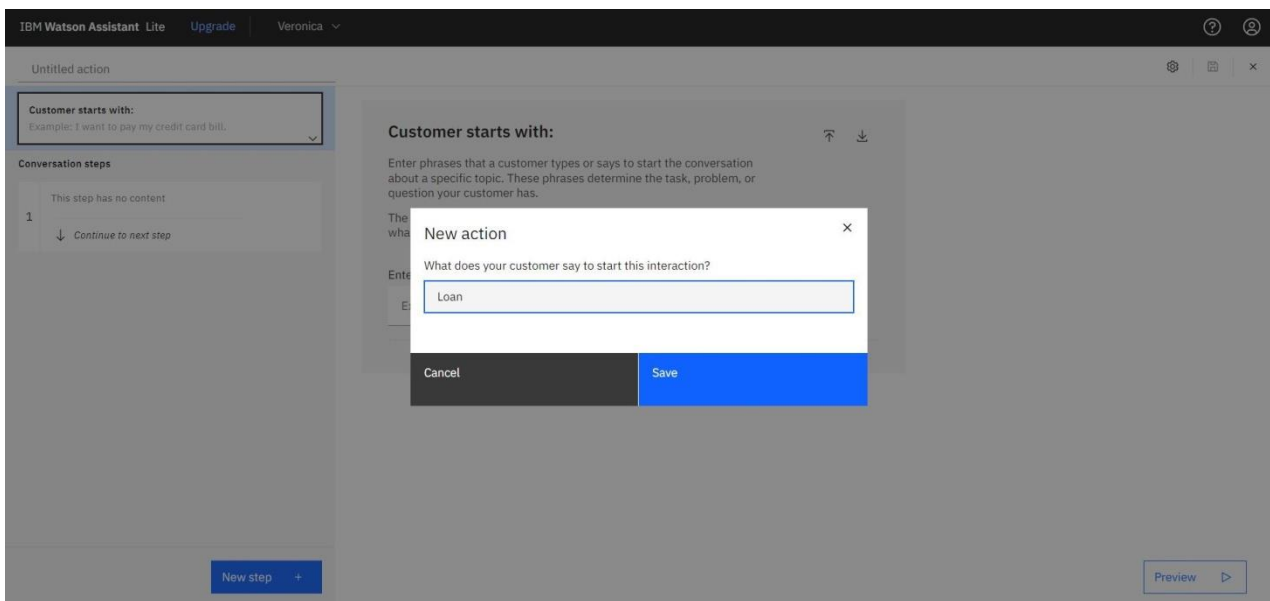 IBM Watson Assistant Lite Upgrade Veronica
Untitled action
Customer starts with:
Example: I want to pay my credit card bill.
Conversation steps
1
This step has no content
Continue to next step
New step +
Customer starts with:
Enter phrases that a customer types or says to start the conversation
about a specific topic. These phrases determine the task, problem, or
question your customer has.
The
wha
Ente
New action
What does your customer say to start this interaction?
Loan
Cancel
Save
Preview